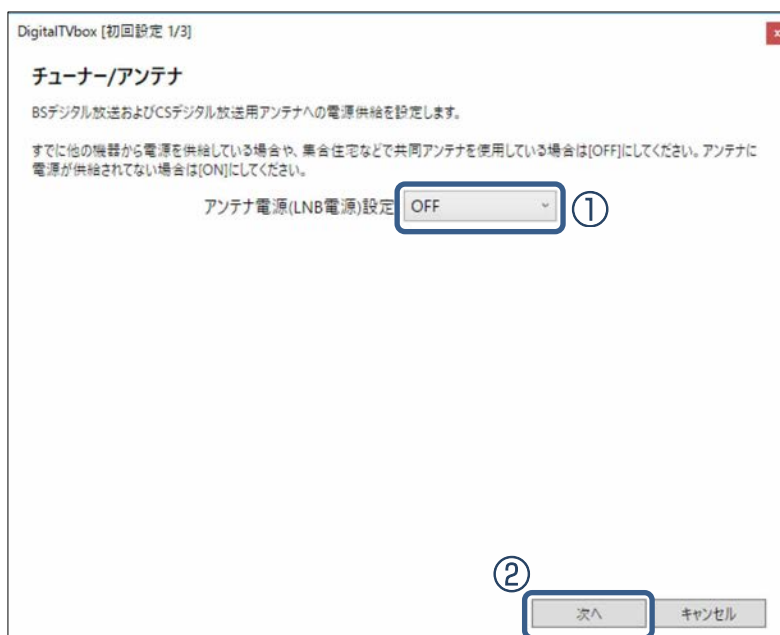 DigitalTVbox [初回設定 1/3]
x
チューナー/アンテナ
BSデジタル放送およびCSデジタル放送用アンテナへの電源供給を設定します。
すでに他の機器から電源を供給している場合や、集合住宅などで共同アンテナを使用している場合は[OFF]にしてください。アンテナに
電源が供給されてない場合は[ON]にしてください。
アンテナ電源(LNB電源)設定 OFF ①
②
次へ キャンセル